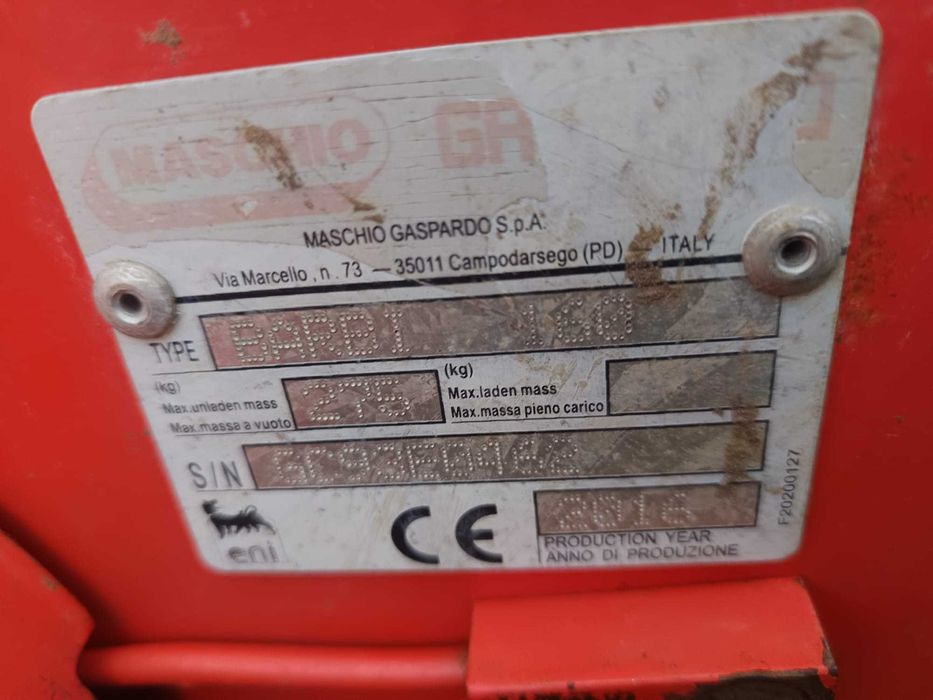 MASCHIO GA
MASCHIO GASPARDO S.p.A.
Via Marcello , n . 73 — 35011 Campodarsego (PD) — ITALY
TYPE BARBI 160
(kg)
Max.unladen mass
Max.massa a vuoto
275
(kg)
Max.laden mass
Max.massa pieno carico
S/N
eni
CE
2016
PRODUCTION YEAR
ANNO DI PRODUZIONE
F20200127